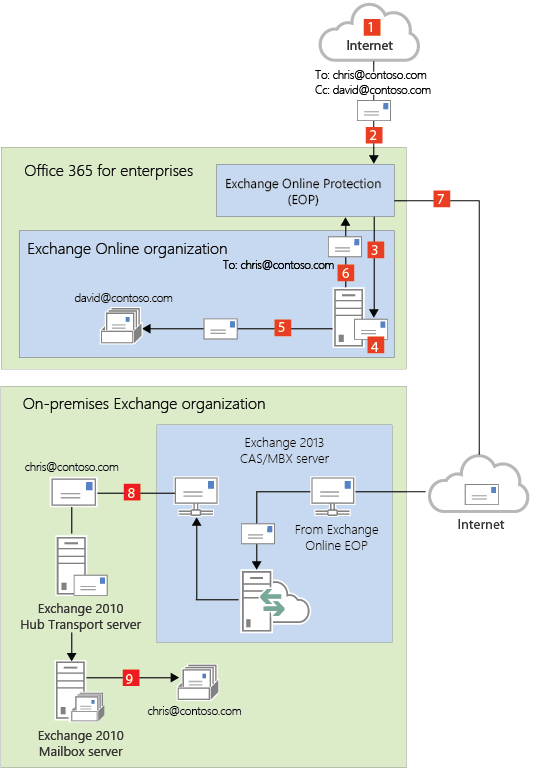 1
Internet
To: chris@contoso.com
Cc: david@contoso.com
2
Office 365 for enterprises
Exchange Online Protection
(EOP)
7
Exchange Online organization
3
To: chris@contoso.com
6
david@contoso.com
5
4
On-premises Exchange organization
Exchange 2013
CAS/MBX server
chris@contoso.com
8
Internet
From Exchange
Online EOP
Exchange 2010
Hub Transport server
9
chris@contoso.com
Exchange 2010
Mailbox server